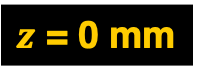 z = 0 mm